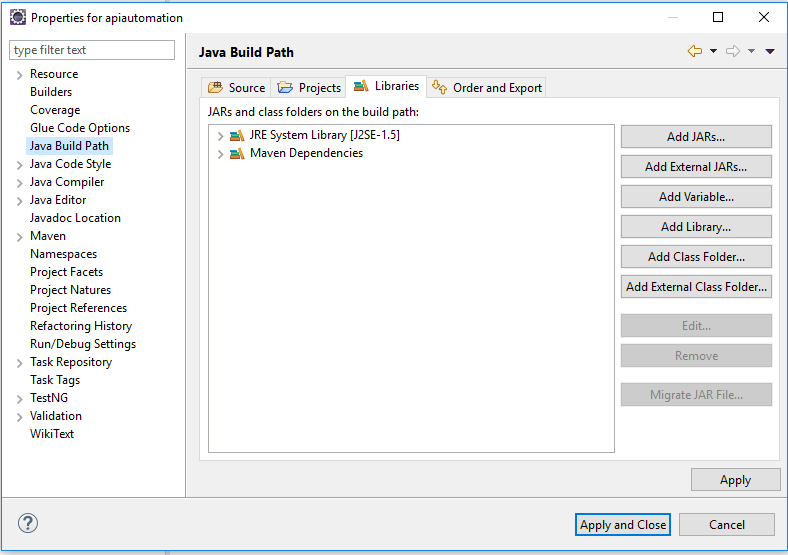 Properties for apiautomation
type filter text
Resource
Builders
Coverage
Glue Code Options
Java Build Path
Java Code Style
Java Compiler
Java Editor
Javadoc Location
Maven
Namespaces
Project Facets
Project Natures
Project References
Refactoring History
Run/Debug Settings
Task Repository
Task Tags
TestNG
Validation
WikiText
Java Build Path
Source Projects Libraries Order and Export
JARs and class folders on the build path:
JRE System Library [J2SE-1.5]
Maven Dependencies
Add JARs...
Add External JARs...
Add Variable...
Add Library...
Add Class Folder...
Add External Class Folder...
Edit...
Remove
Migrate JAR File...
Apply
?
Apply and Close Cancel